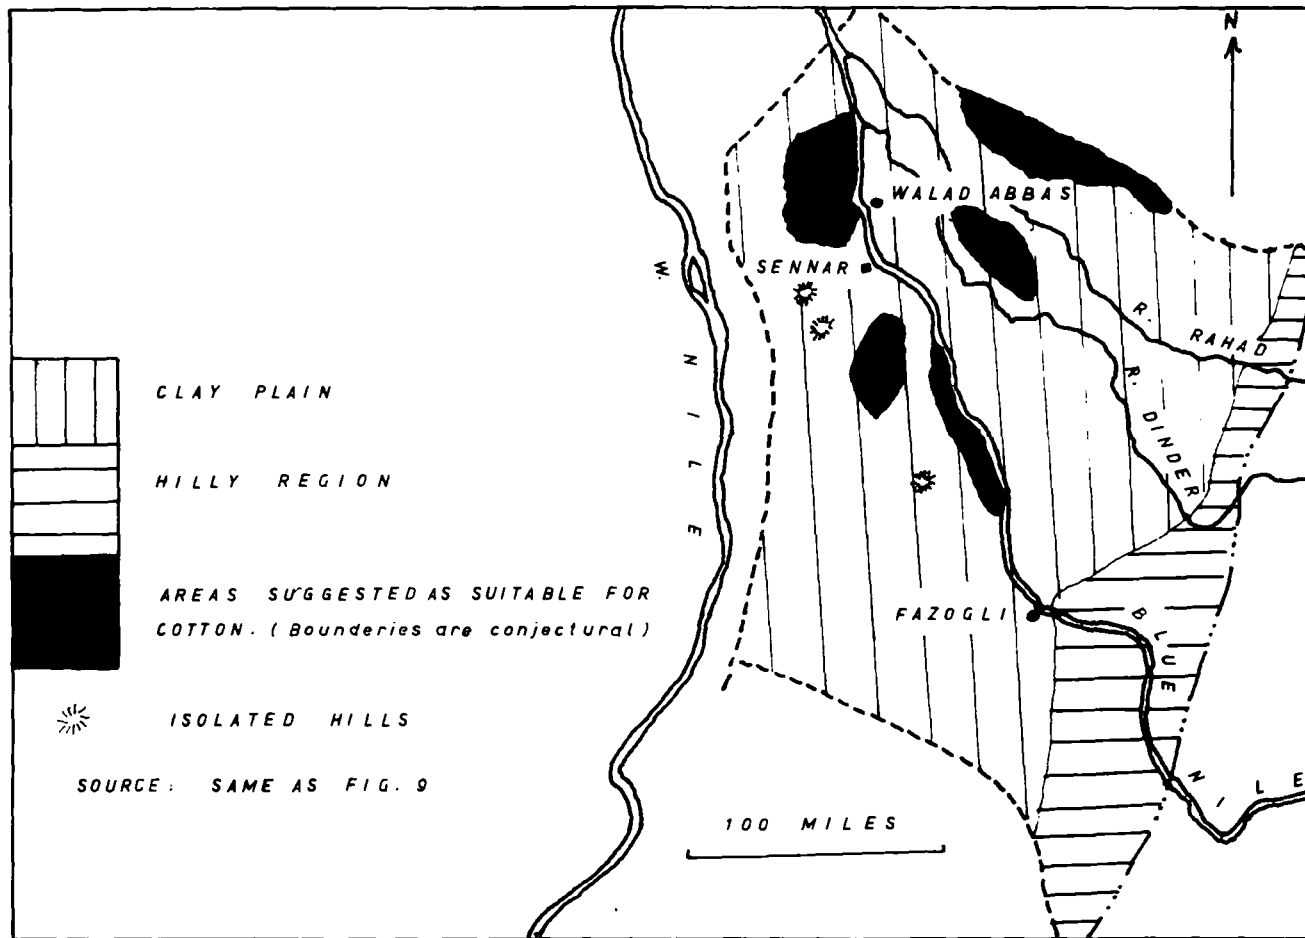 N
WALAD ABBAS
SENNAR
W. NILE
R. RAHAD
R. DINDER
FAZOGLI
BLUE NILE
CLAY PLAIN
HILLY REGION
AREAS SUGGESTED AS SUITABLE FOR
COTTON. (Bounderies are conjectural)
ISOLATED HILLS
SOURCE: SAME AS FIG. 9
100 MILES